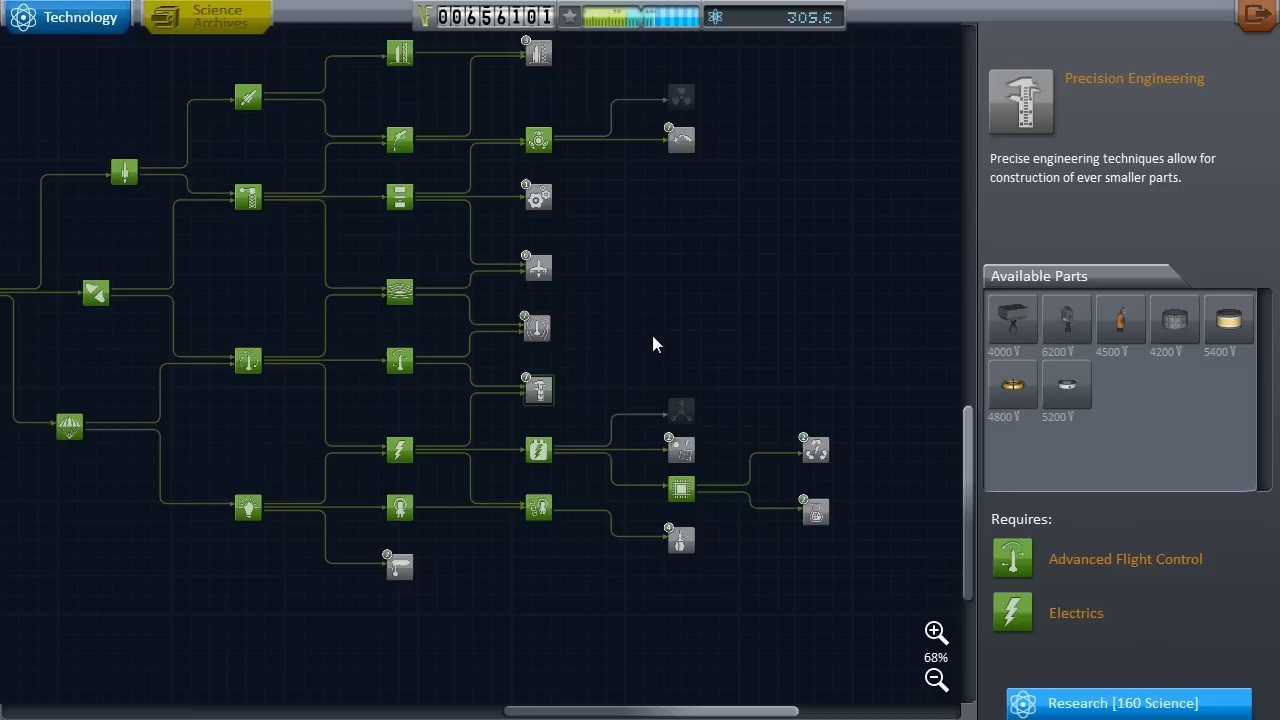 Technology
Science
Archives
00656101
305.6
Precision Engineering
Precise engineering techniques allow for
construction of ever smaller parts.
Available Parts
4000 6200 4500 4200 5400
4800 5200
Requires:
Advanced Flight Control
Electrics
68%
Research [160 Science]